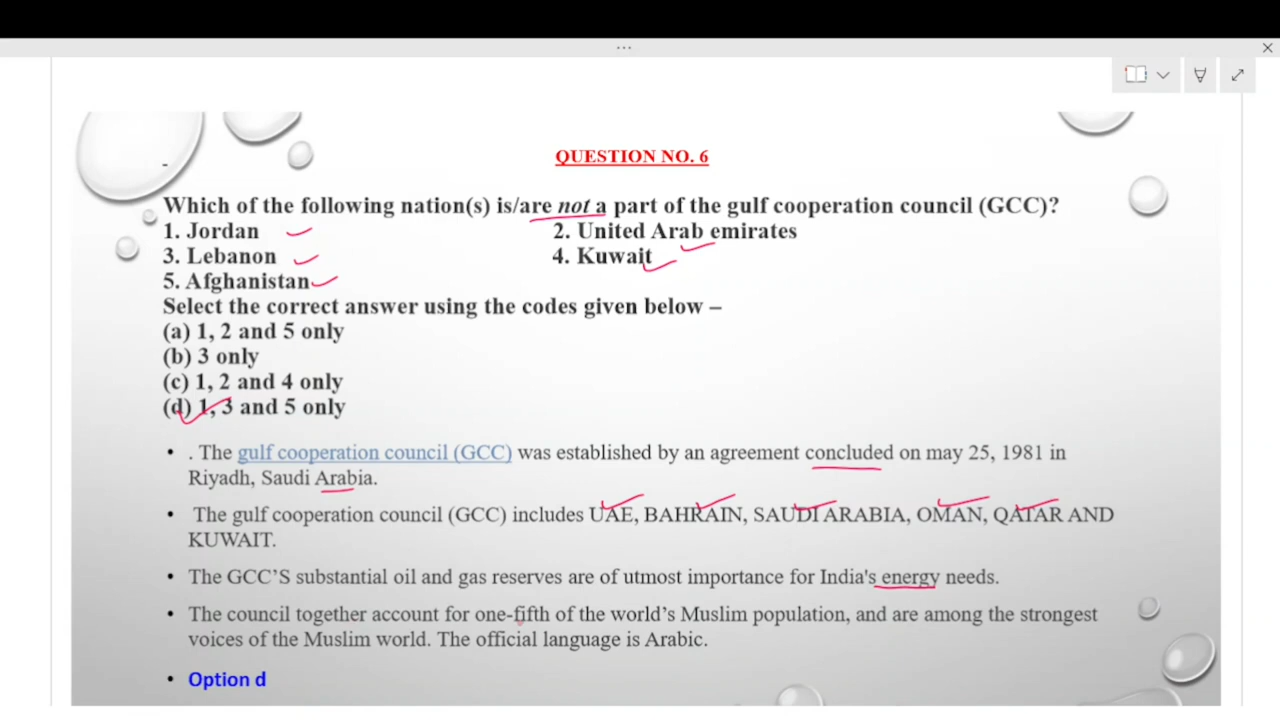 QUESTION NO. 6
Which of the following nation(s) is/are not a part of the gulf cooperation council (GCC)?
1. Jordan 2. United Arab emirates
3. Lebanon 4. Kuwait
5. Afghanistan
Select the correct answer using the codes given below –
(a) 1, 2 and 5 only
(b) 3 only
(c) 1, 2 and 4 only
(d) 1, 3 and 5 only
• . The gulf cooperation council (GCC) was established by an agreement concluded on may 25, 1981 in
Riyadh, Saudi Arabia.
• The gulf cooperation council (GCC) includes UAE, BAHRAIN, SAUDI ARABIA, OMAN, QATAR AND
KUWAIT.
• The GCC'S substantial oil and gas reserves are of utmost importance for India's energy needs.
• The council together account for one-fifth of the world's Muslim population, and are among the strongest
voices of the Muslim world. The official language is Arabic.
• Option d